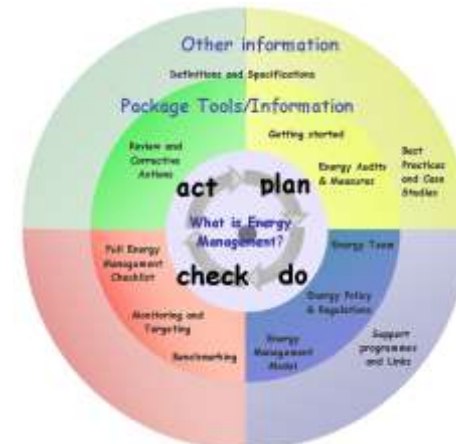 Other information
Definitions and Specifications
Package Tools/Information
Getting started
Review and
Corrective
Actions
Energy Audits
& Measures
Best
Practices
and Case
Studies
act
plan
What is Energy
Management?
check
do
Full Energy
Management
Checklist
Energy Team
Energy Policy
& Regulations
Monitoring and
Targeting
Benchmarking
Energy
Management
Model
Support
programmes
and Links